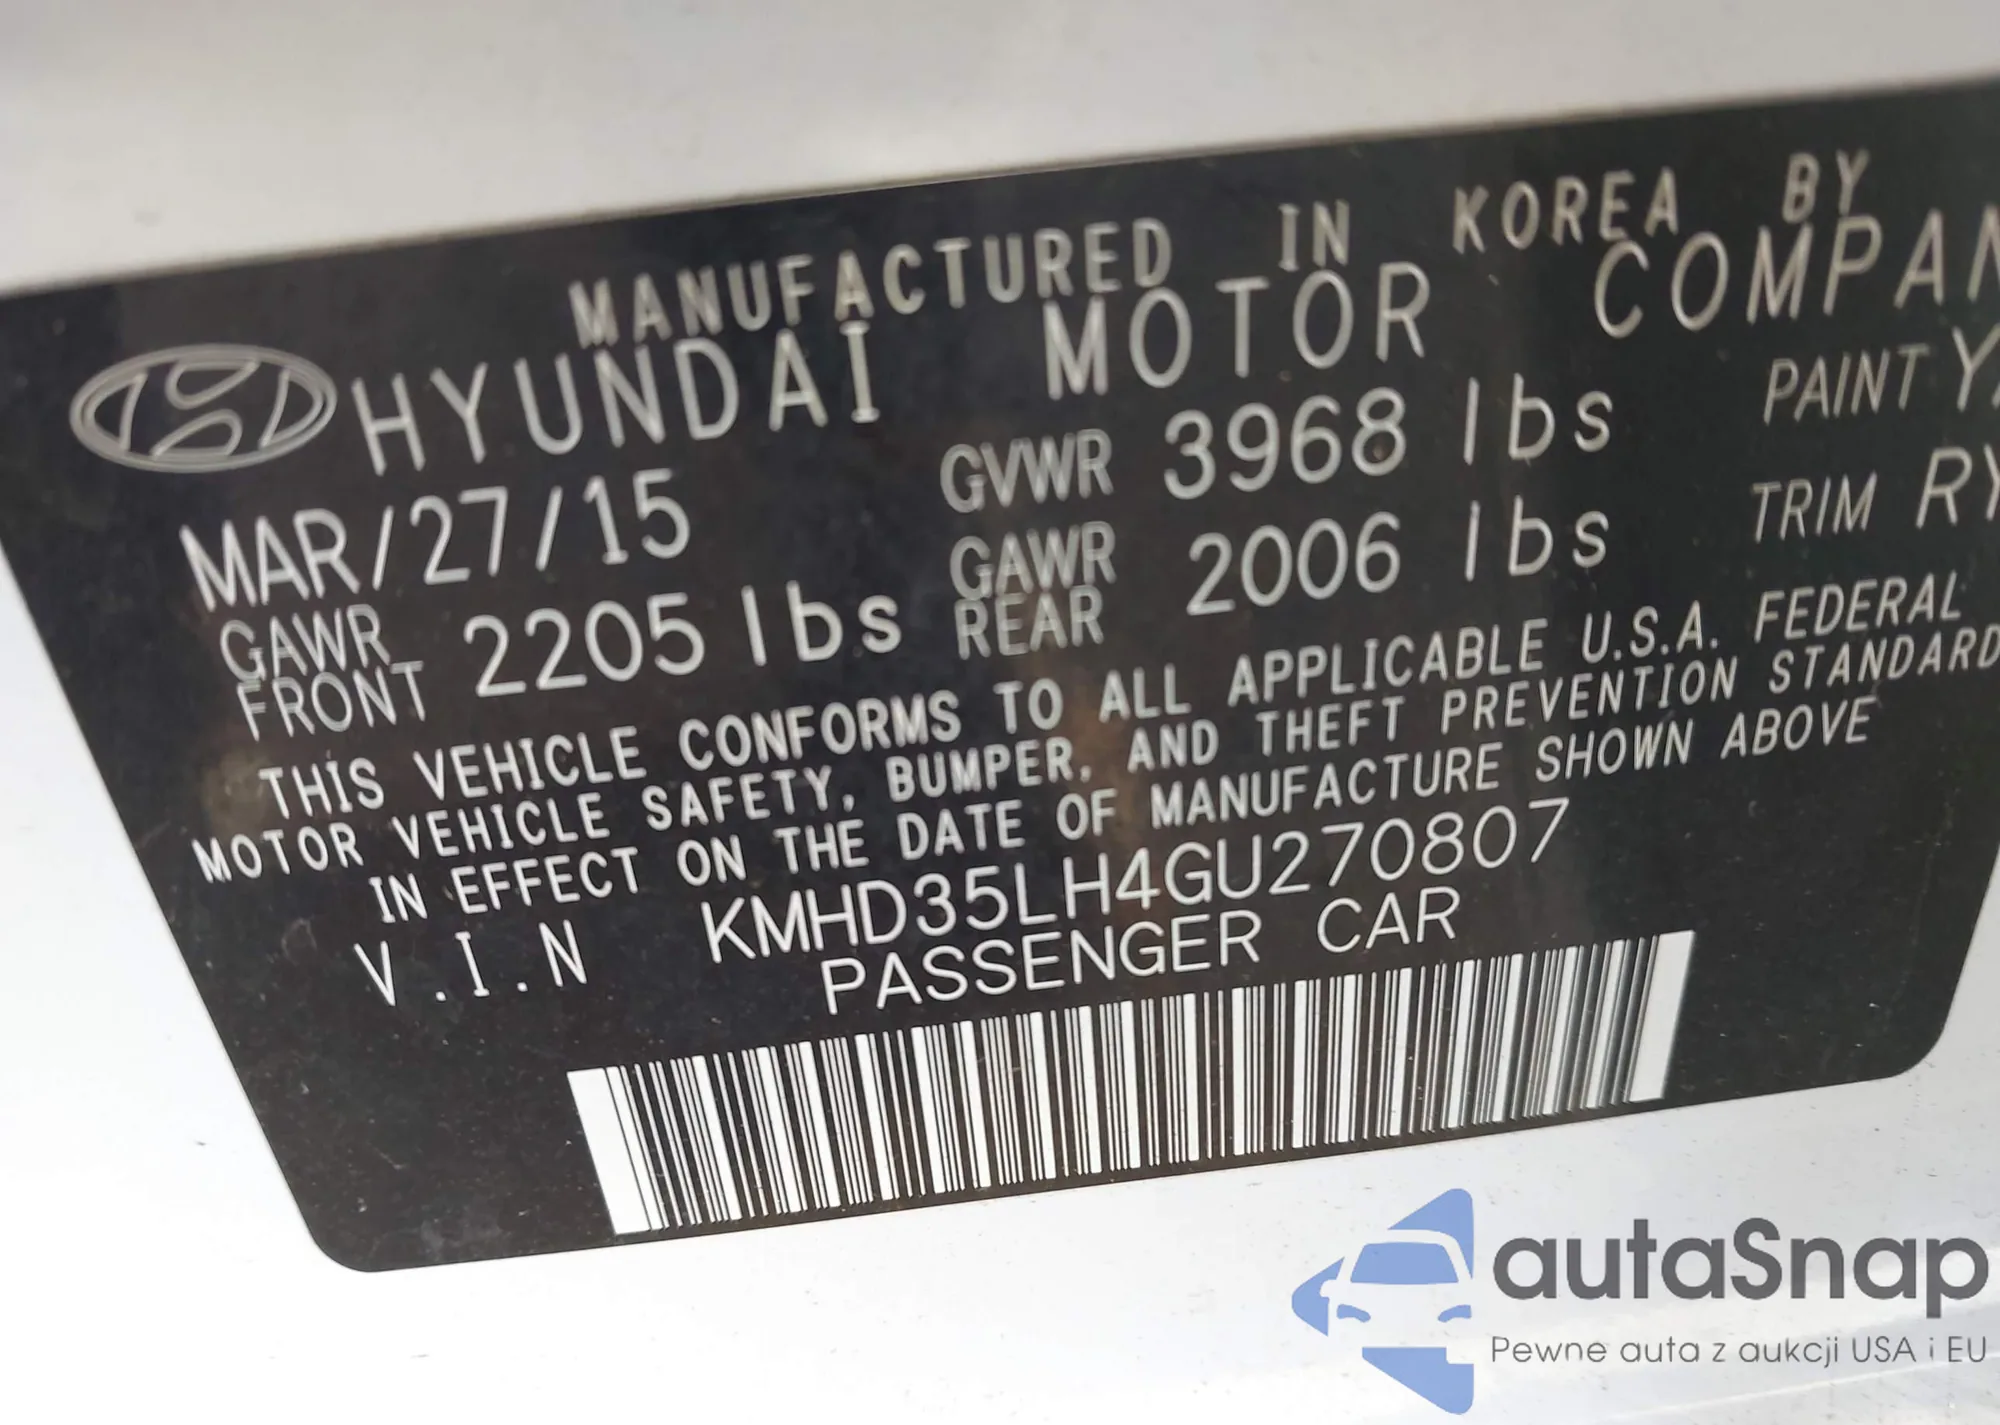 MANUFACTURED IN KOREA BY
HYUNDAI MOTOR COMPAN
MAR/27/15 GVWR 3968 lbs PAINT
GAWR FRONT 2205 lbs GAWR REAR 2006 lbs TRIM RY
THIS VEHICLE CONFORMS TO ALL APPLICABLE U.S.A. FEDERAL
MOTOR VEHICLE SAFETY, BUMPER, AND THEFT PREVENTION STANDARD
IN EFFECT ON THE DATE OF MANUFACTURE SHOWN ABOVE
V.I.N KMHD35LH4GU270807
PASSENGER CAR
autaSnap
Pewne auta z aukcji USA i EU